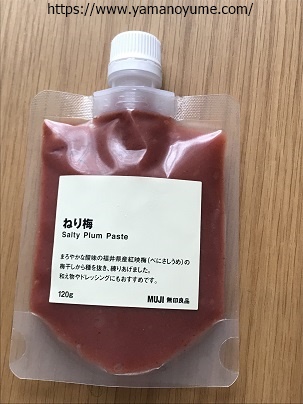 https://www.yamanoyume.com/
ねり梅
Salty Plum Paste
まろやかな酸味の福井県産紅映梅（べにさしうめ）の
梅干しから種を抜き、練りあげました。
和え物やドレッシングにもおすすめです。
120g
MUJI 無印良品